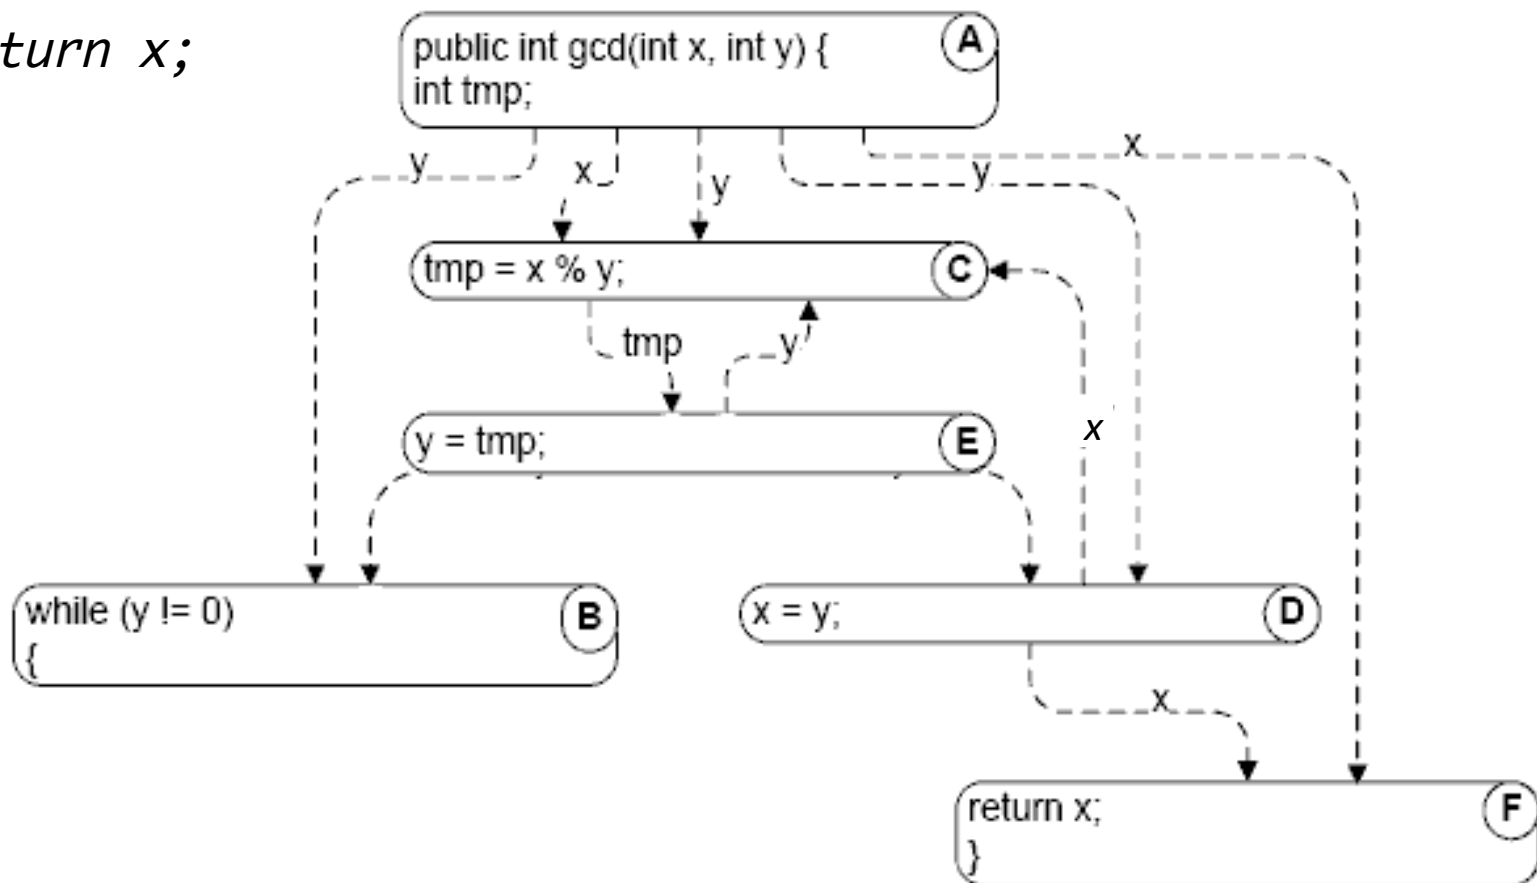 turn x;
public int gcd(int x, int y) {
int tmp;
A
y
x
y
y
x
tmp = x % y;
C
tmp
y
x
y = tmp;
E
while (y != 0)
{
B
x = y;
D
x
return x;
}
F